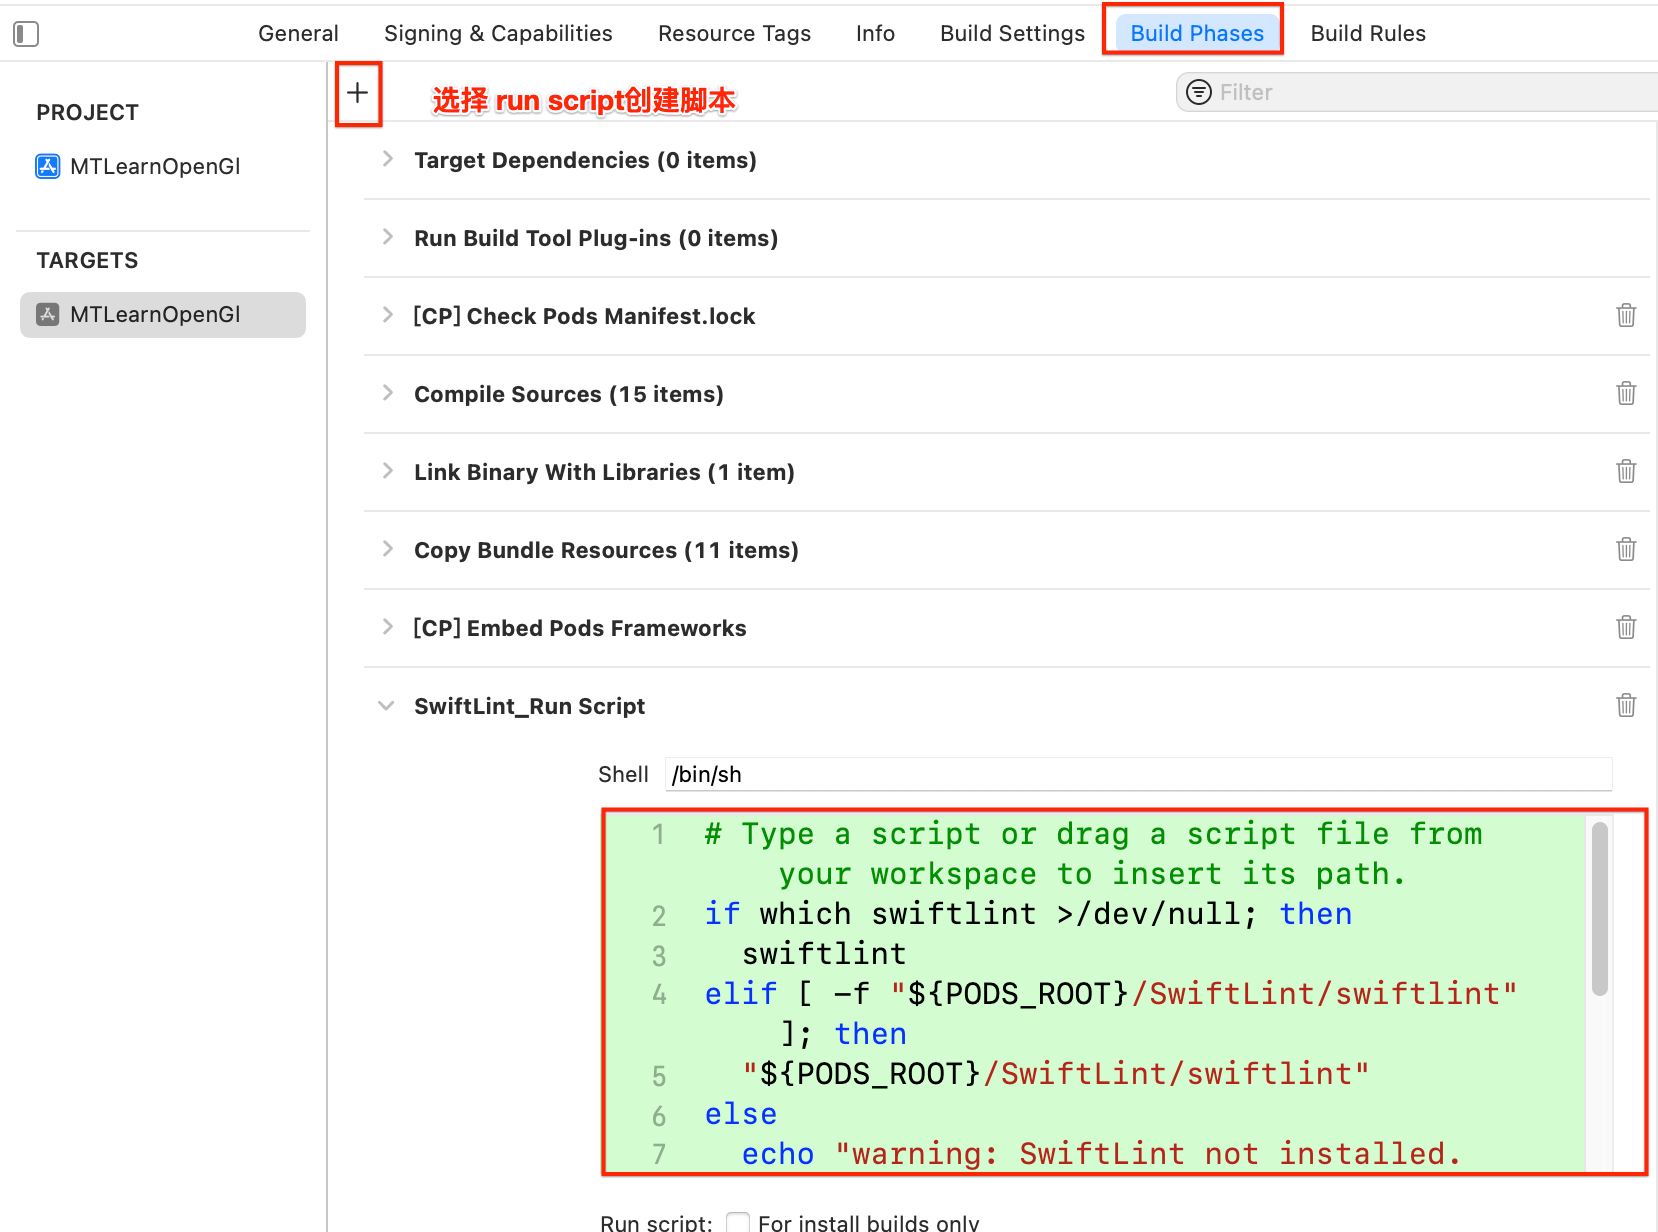 General Signing & Capabilities Resource Tags Info Build Settings Build Phases Build Rules
+ 选择 run script创建脚本 Filter
PROJECT
MTLearnOpenGl
TARGETS
MTLearnOpenGl
Target Dependencies (0 items)
Run Build Tool Plug-ins (0 items)
[CP] Check Pods Manifest.lock
Compile Sources (15 items)
Link Binary With Libraries (1 item)
Copy Bundle Resources (11 items)
[CP] Embed Pods Frameworks
SwiftLint_Run Script
Shell /bin/sh
1 # Type a script or drag a script file from
your workspace to insert its path.
2 if which swiftlint >/dev/null; then
3 swiftlint
4 elif [ -f "${PODS_ROOT}/SwiftLint/swiftlint"
]; then
5 "${PODS_ROOT}/SwiftLint/swiftlint"
6 else
7 echo "warning: SwiftLint not installed.
Run script: For install builds only